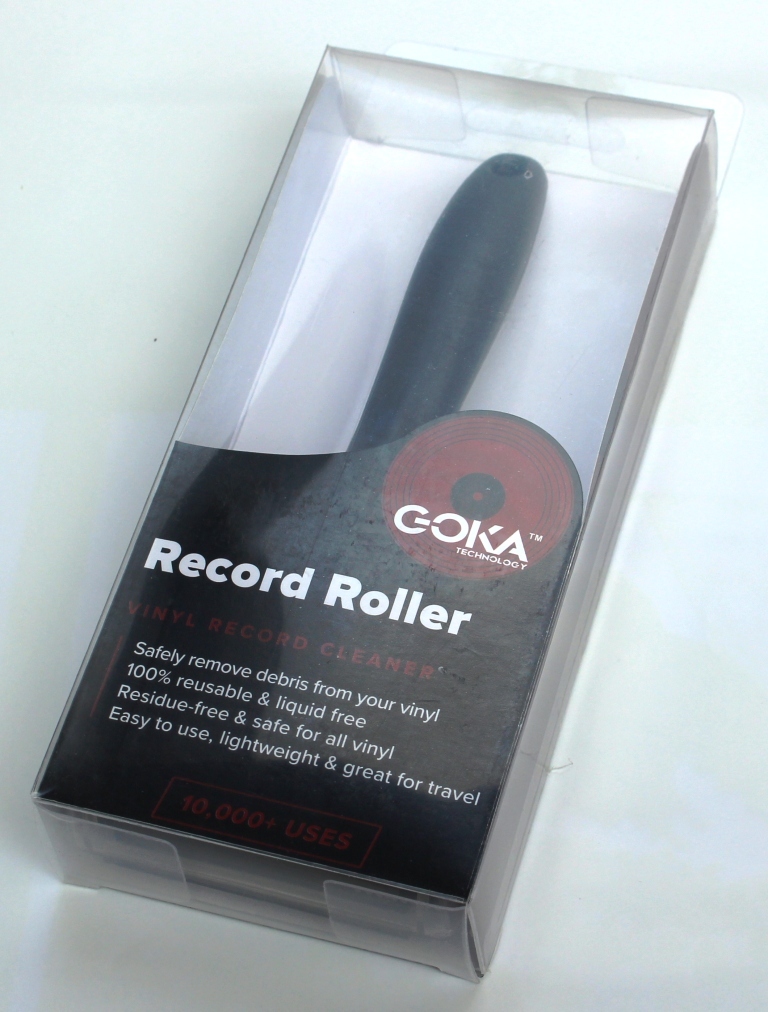 GOKA™
TECHNOLOGY
Record Roller
VINYL RECORD CLEANER
Safely remove debris from your vinyl
100% reusable & liquid free
Residue-free & safe for all vinyl
Easy to use, lightweight & great for travel
10,000+ USES